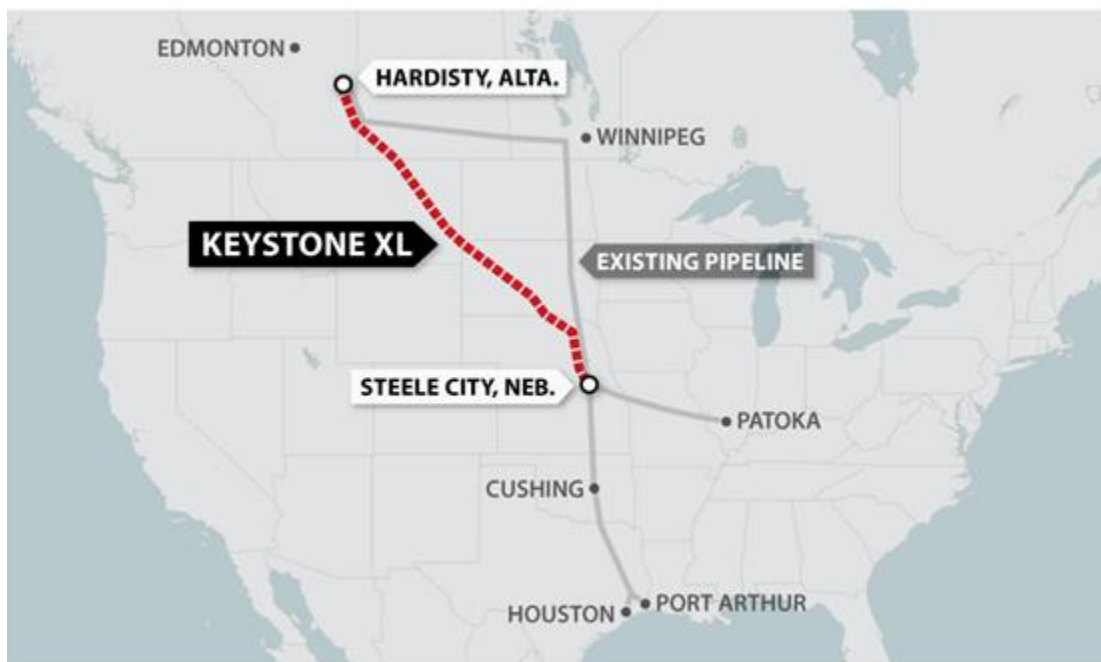 EDMONTON
HARDISTY, ALTA.
WINNIPEG
KEYSTONE XL
EXISTING PIPELINE
STEELE CITY, NEB.
PATOKA
CUSHING
HOUSTON
PORT ARTHUR